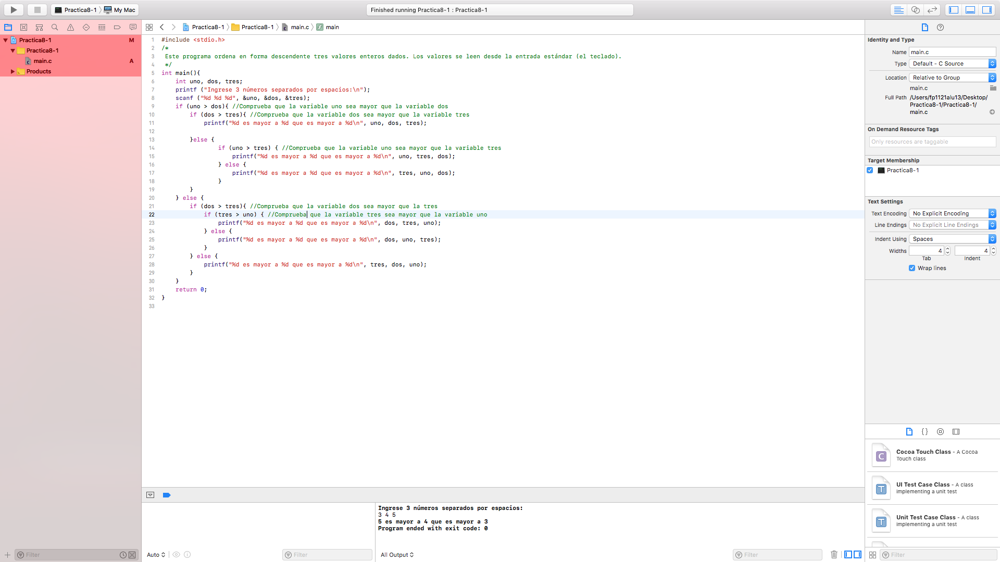 Practica8-1 My Mac
Finished running Practica8-1 : Practica8-1
Practica8-1 M
Practica8-1
main.c A
Products
Practica8-1 Practica8-1 main.c main
1 #include <stdio.h>
2 /*
3 Este programa ordena en forma descendente tres valores enteros dados. Los valores se leen desde la entrada estándar (el teclado).
4 */
5 int main(){
6 int uno, dos, tres;
7 printf ("Ingrese 3 números separados por espacios:\n");
8 scanf ("%d %d %d", &uno, &dos, &tres);
9 if (uno > dos){ //Comprueba que la variable uno sea mayor que la variable dos
10 if (dos > tres){ //Comprueba que la variable dos sea mayor que la variable tres
11 printf("%d es mayor a %d que es mayor a %d\n", uno, dos, tres);
12
13 }else {
14 if (uno > tres) { //Comprueba que la variable uno sea mayor que la variable tres
15 printf("%d es mayor a %d que es mayor a %d\n", uno, tres, dos);
16 } else {
17 printf("%d es mayor a %d que es mayor a %d\n", tres, uno, dos);
18 }
19 }
20 } else {
21 if (dos > tres){ //Comprueba que la variable dos sea mayor que la tres
22 if (tres > uno) { //Comprueba que la variable tres sea mayor que la variable uno
23 printf("%d es mayor a %d que es mayor a %d\n", dos, tres, uno);
24 } else {
25 printf("%d es mayor a %d que es mayor a %d\n", dos, uno, tres);
26 }
27 } else {
28 printf("%d es mayor a %d que es mayor a %d\n", tres, dos, uno);
29 }
30 }
31 return 0;
32 }
33
Ingrese 3 números separados por espacios:
3 4 5
5 es mayor a 4 que es mayor a 3
Program ended with exit code: 0
Filter
Auto
Filter
All Output
Filter
Identity and Type
Name main.c
Type Default - C Source
Location Relative to Group
main.c
Full Path /Users/fp1121alu13/Desktop/
Practica8-1/Practica8-1/
main.c
On Demand Resource Tags
Only resources are taggable
Target Membership
Practica8-1
Text Settings
Text Encoding No Explicit Encoding
Line Endings No Explicit Line Endings
Indent Using Spaces
Widths 4 4
Tab Indent
Wrap lines
{}
C
Cocoa Touch Class - A Cocoa
Touch class
T
UI Test Case Class - A class
implementing a unit test
T
Unit Test Case Class - A class
implementing a unit test
Filter